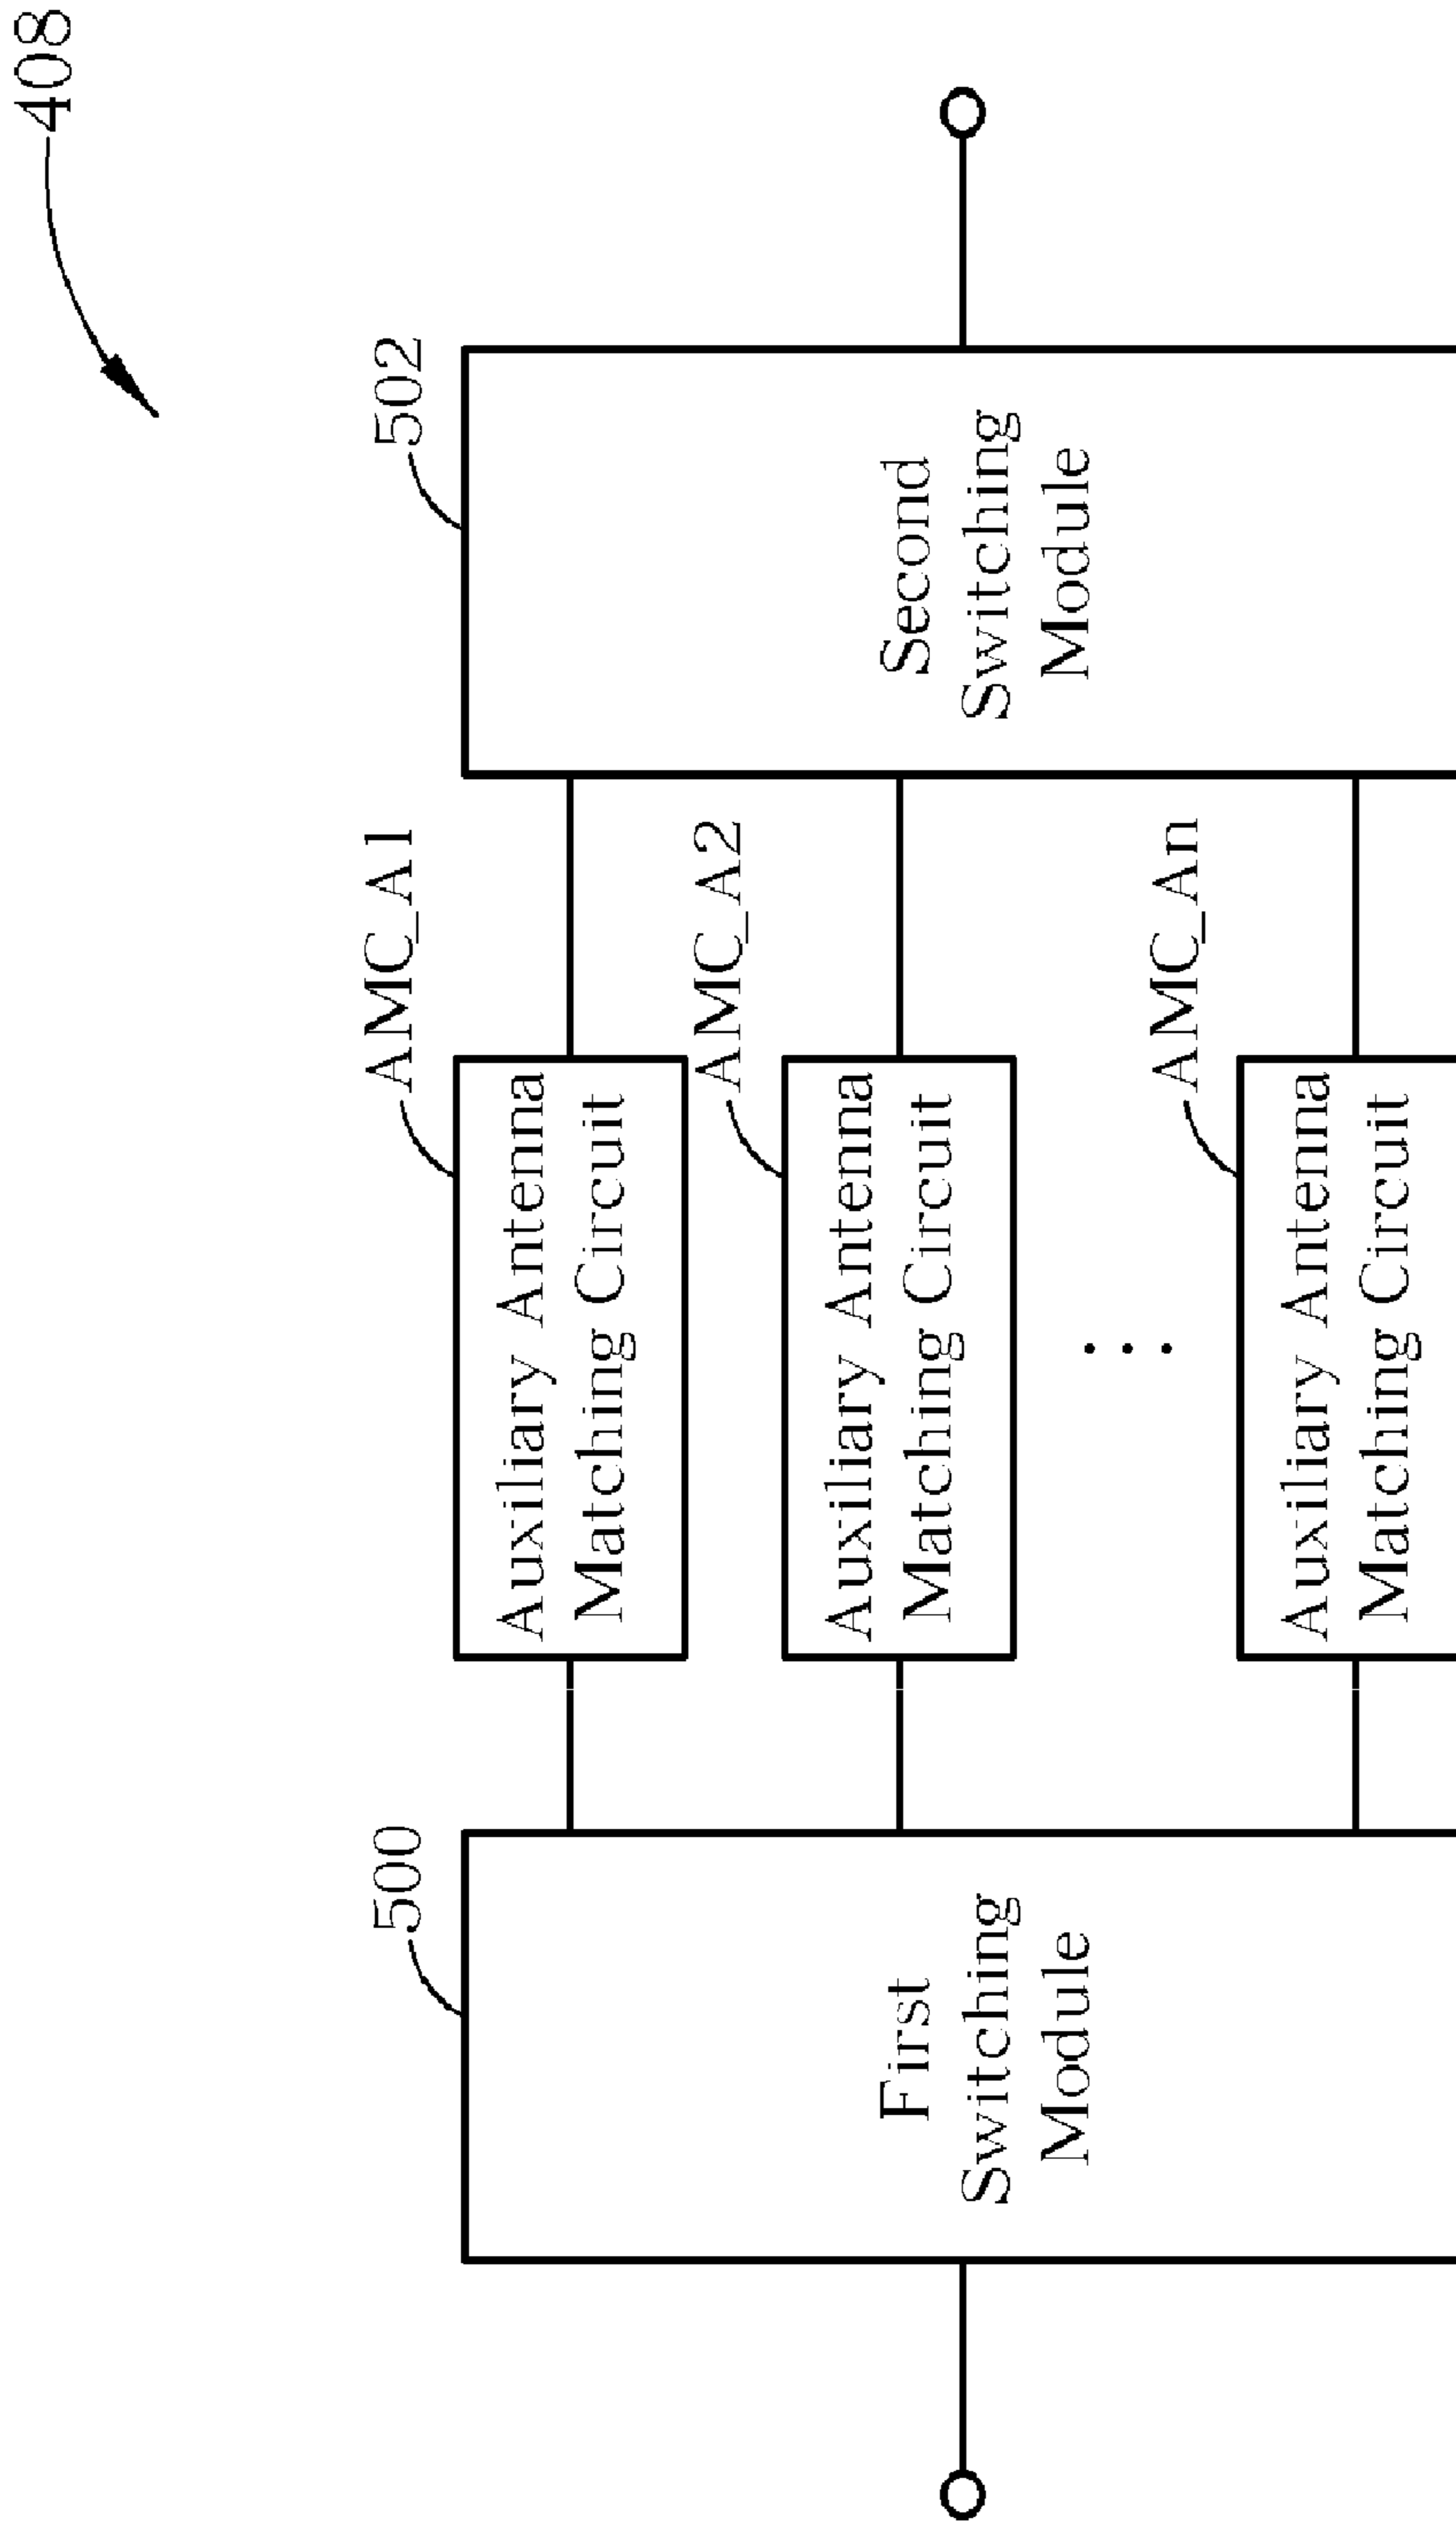 408
500
First
Switching
Module
AMC_A1
Auxiliary Antenna
Matching Circuit
AMC_A2
Auxiliary Antenna
Matching Circuit
AMC_An
Auxiliary Antenna
Matching Circuit
502
Second
Switching
Module